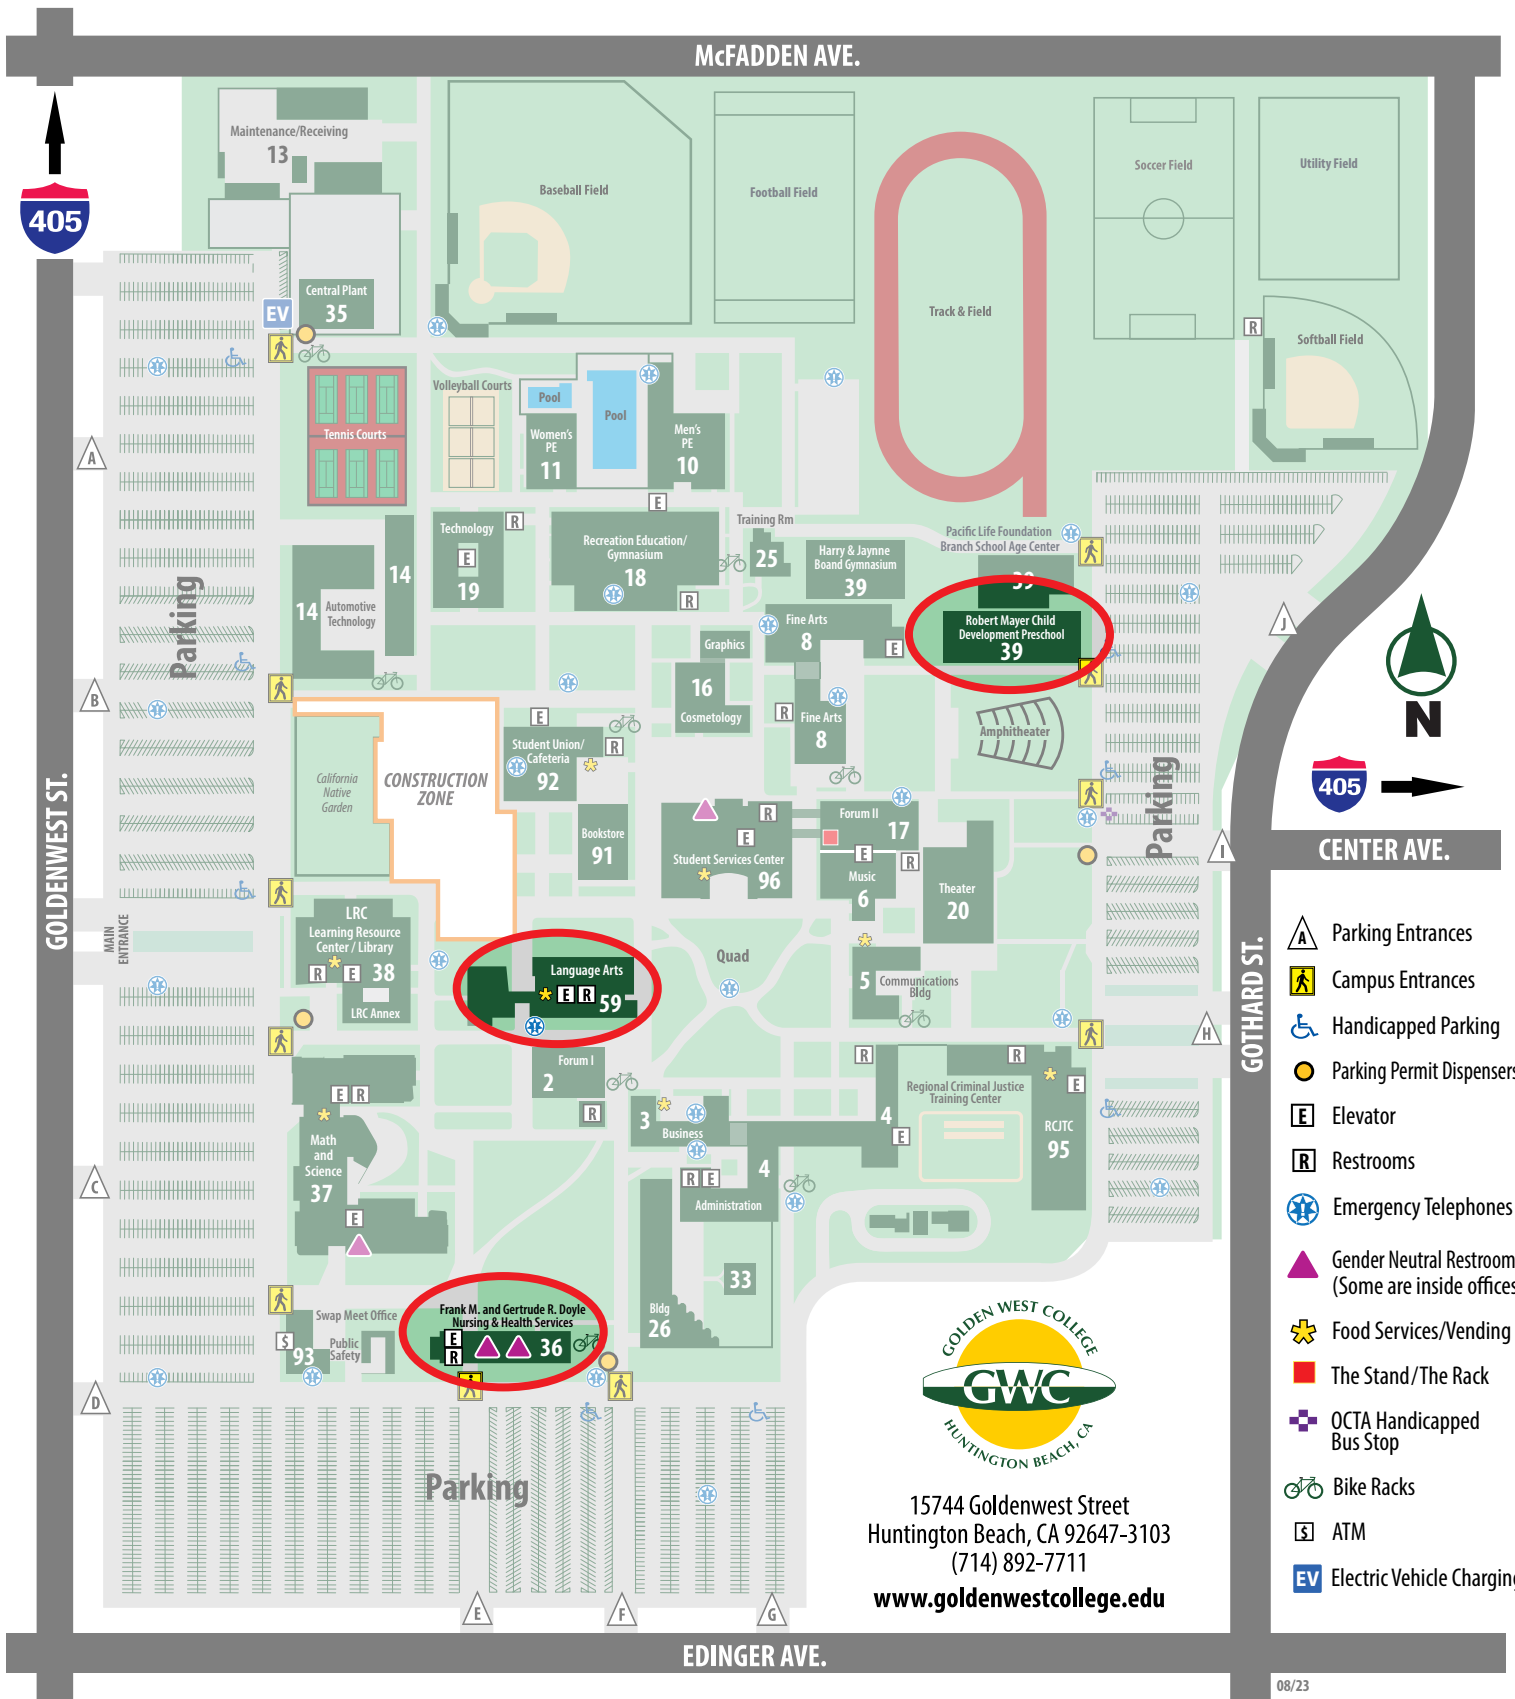 McFADDEN AVE.
405
Maintenance/Receiving
13
Baseball Field
Football Field
Soccer Field
Utility Field
Track & Field
Softball Field
R
Central Plant
35
EV
Volleyball Courts
Pool
Pool
Women's
PE
11
Men's
PE
10
Tennis Courts
A
E
Technology
E
19
R
Recreation Education/
Gymnasium
18
R
Training Rm
25
Harry & Jaynne
Board Gymnasium
39
Pacific Life Foundation
Branch School Age Center
39
Robert Mayer Child
Development Preschool
39
14
14
Automotive
Technology
Parking
Graphics
16
Cosmetology
Fine Arts
8
E
R
Fine Arts
8
Amphitheater
J
N
405
B
California
Native
Garden
CONSTRUCTION
ZONE
E
Student Union/
Cafeteria
92
R
Bookstore
91
R
E
Student Services Center
96
Forum II
17
E
R
Music
6
Theater
20
Parking
I
CENTER AVE.
GOLDENWEST ST.
MAIN
ENTRANCE
LRC
Learning Resource
Center / Library
R E 38
LRC Annex
Language Arts
E R 59
Quad
5
Communications
Bldg
H
GOTHARD ST.
Forum I
2
R
E R
Math
and
Science
37
E
3
Business
4
R E
Administration
R
R
Regional Criminal Justice
Training Center
4
E
E
RCJTC
95
C
33
Bldg
26
Swap Meet Office
$
93
Public
Safety
Frank M. and Gertrude R. Doyle
Nursing & Health Services
E
R
36
D
Parking
E
F
G
EDINGER AVE.
GOLDEN WEST COLLEGE
GWC
HUNTINGTON BEACH, CA
15744 Goldenwest Street
Huntington Beach, CA 92647-3103
(714) 892-7711
www.goldenwestcollege.edu
A Parking Entrances
Campus Entrances
Handicapped Parking
Parking Permit Dispensers
E Elevator
R Restrooms
Emergency Telephones
Gender Neutral Restroom
(Some are inside offices
Food Services/Vending
The Stand/The Rack
OCTA Handicapped
Bus Stop
Bike Racks
$ ATM
EV Electric Vehicle Charging
08/23